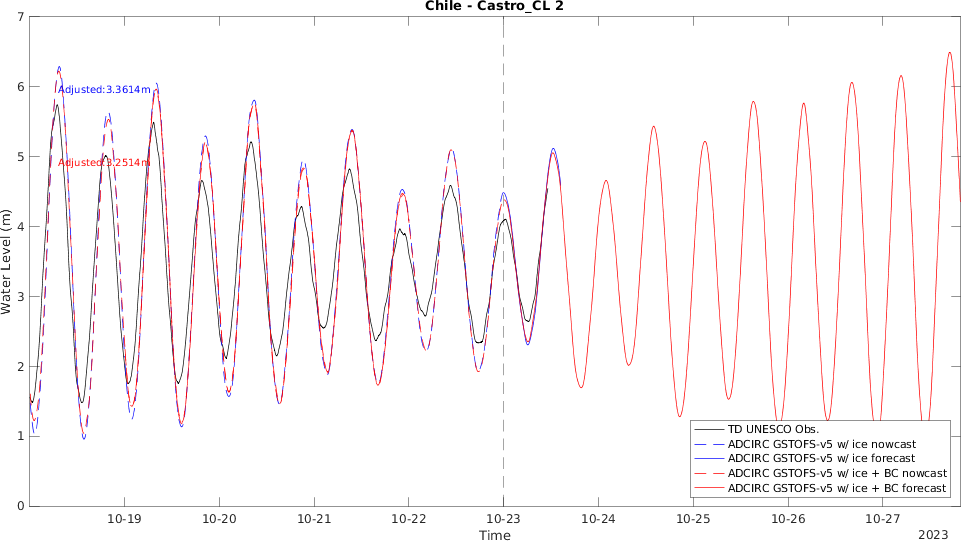 Chile - Castro_CL 2
7
6
5
4
3
2
1
0
Water Level (m)
Adjusted:3.3614m
Adjusted:3.2514m
TD UNESCO Obs.
ADCIRC GSTOFS-v5 w/ ice nowcast
ADCIRC GSTOFS-v5 w/ ice forecast
ADCIRC GSTOFS-v5 w/ ice + BC nowcast
ADCIRC GSTOFS-v5 w/ ice + BC forecast
10-19 10-20 10-21 10-22 10-23 10-24 10-25 10-26 10-27
Time
2023